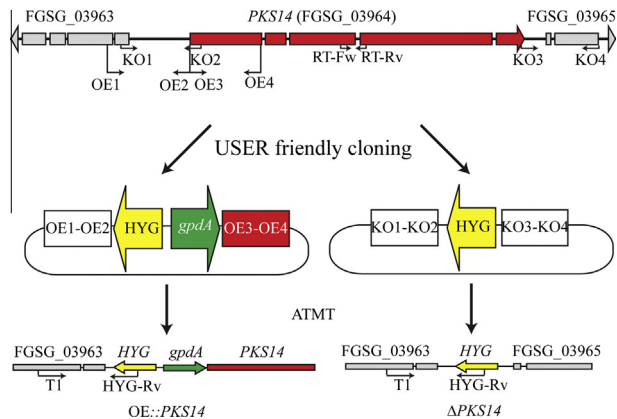 FGSG_03963 PKS14 (FGSG_03964) FGSG_03965
KO1 KO2 RT-Fw RT-Rv KO3 KO4
OE1 OE2 OE3 OE4
USER friendly cloning
OE1-OE2 HYG gpdA OE3-OE4 KO1-KO2 HYG KO3-KO4
ATMT
FGSG_03963 HYG gpdA PKS14 FGSG_03963 HYG FGSG_03965
T1 HYG-Rv T1 HYG-Rv
OE::PKS14 ΔPKS14